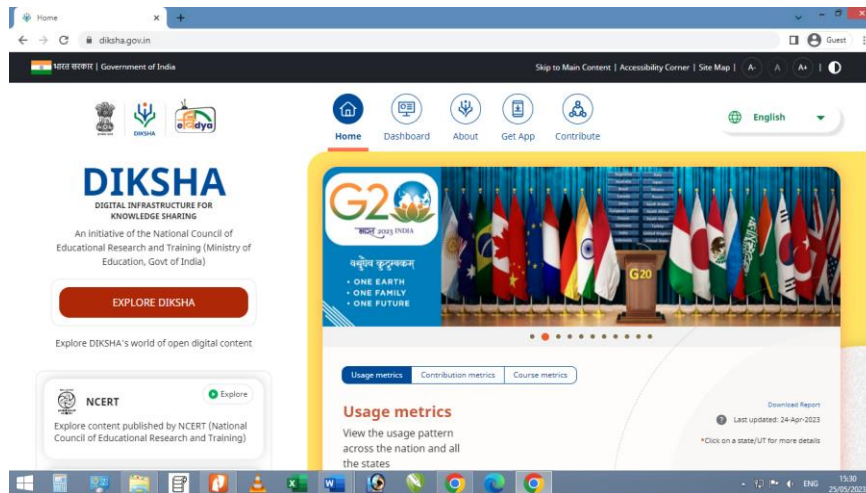 Home
diksha.gov.in
Guest
भारत सरकार | Government of India
Skip to Main Content | Accessibility Corner | Site Map | A- A A+ |
DIKSHA
Home Dashboard About Get App Contribute
English
DIKSHA
DIGITAL INFRASTRUCTURE FOR
KNOWLEDGE SHARING
An initiative of the National Council of
Educational Research and Training (Ministry of
Education, Govt of India)
EXPLORE DIKSHA
Explore DIKSHA's world of open digital content
NCERT
Explore
Explore content published by NCERT (National
Council of Educational Research and Training)
G20
भारत 2023 INDIA
वसुधैव कुटुम्बकम्
• ONE EARTH
• ONE FAMILY
• ONE FUTURE
G20
Usage metrics Contribution metrics Course metrics
Usage metrics
View the usage pattern
across the nation and all
the states
Download Report
Last updated: 24-Apr-2023
*Click on a state/UT for more details
ENG
15:30
25/05/2023